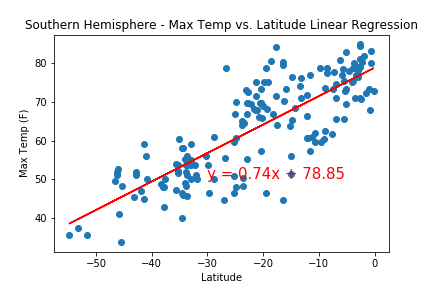 Southern Hemisphere - Max Temp vs. Latitude Linear Regression
Max Temp (F)
80
70
60
50
40
y = 0.74x + 78.85
−50
−40
−30
−20
−10
0
Latitude